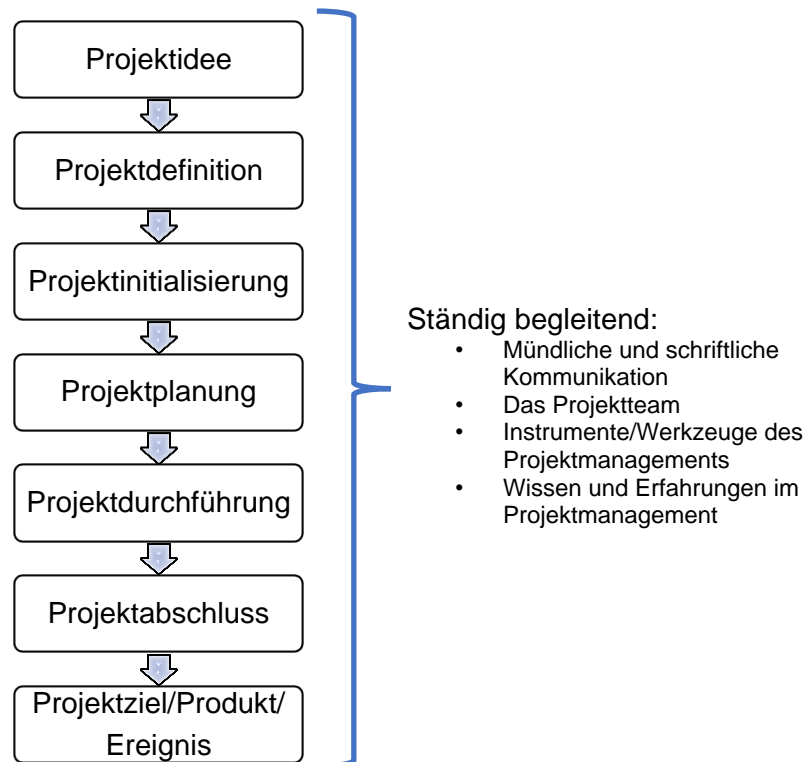 Projektidee
Projektdefinition
Projektinitialisierung
Projektplanung
Projektdurchführung
Projektabschluss
Projektziel/Produkt/
Ereignis
Ständig begleitend:
• Mündliche und schriftliche
Kommunikation
• Das Projektteam
• Instrumente/Werkzeuge des
Projektmanagements
• Wissen und Erfahrungen im
Projektmanagement